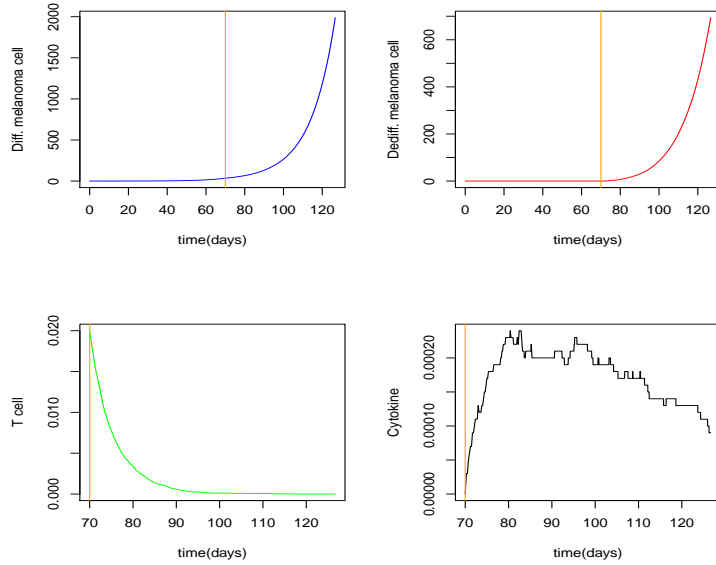 Diff. melanoma cell
0 500 1000 1500 2000
0 20 40 60 80 100 120
time(days)
Dediff. melanoma cell
0 200 400 600
0 20 40 60 80 100 120
time(days)
T cell
0.000 0.010 0.020
70 80 90 100 110 120
time(days)
Cytokine
0.00000 0.00010 0.00020
70 80 90 100 110 120
time(days)